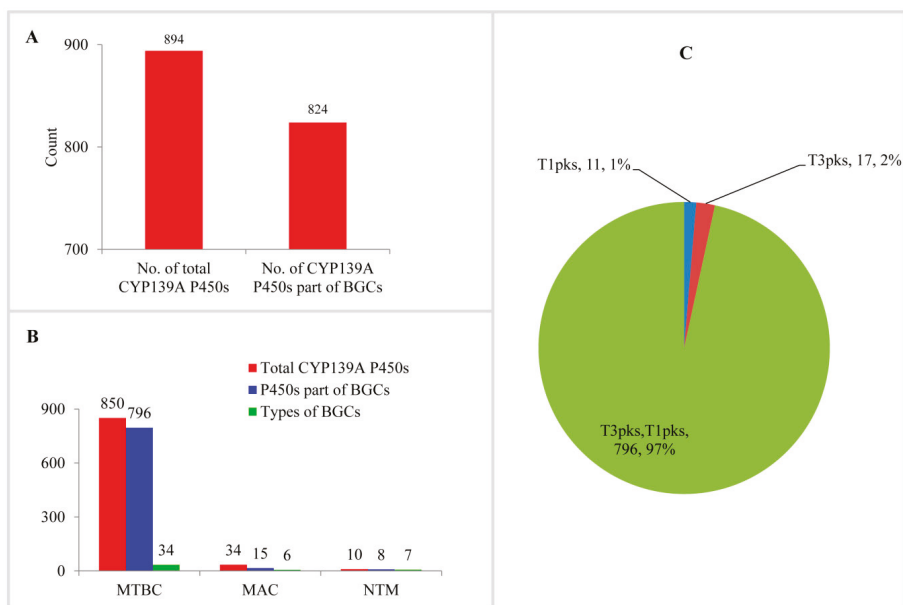 A
900
800
700
Count
894
824
No. of total
CYP139A P450s
No. of CYP139A
P450s part of BGCs
B
Total CYP139A P450s
P450s part of BGCs
Types of BGCs
900
600
300
0
850
796
34
34
15
6
10
8
7
MTBC
MAC
NTM
C
T1pks, 11, 1%
T3pks, 17, 2%
T3pks,T1pks,
796, 97%